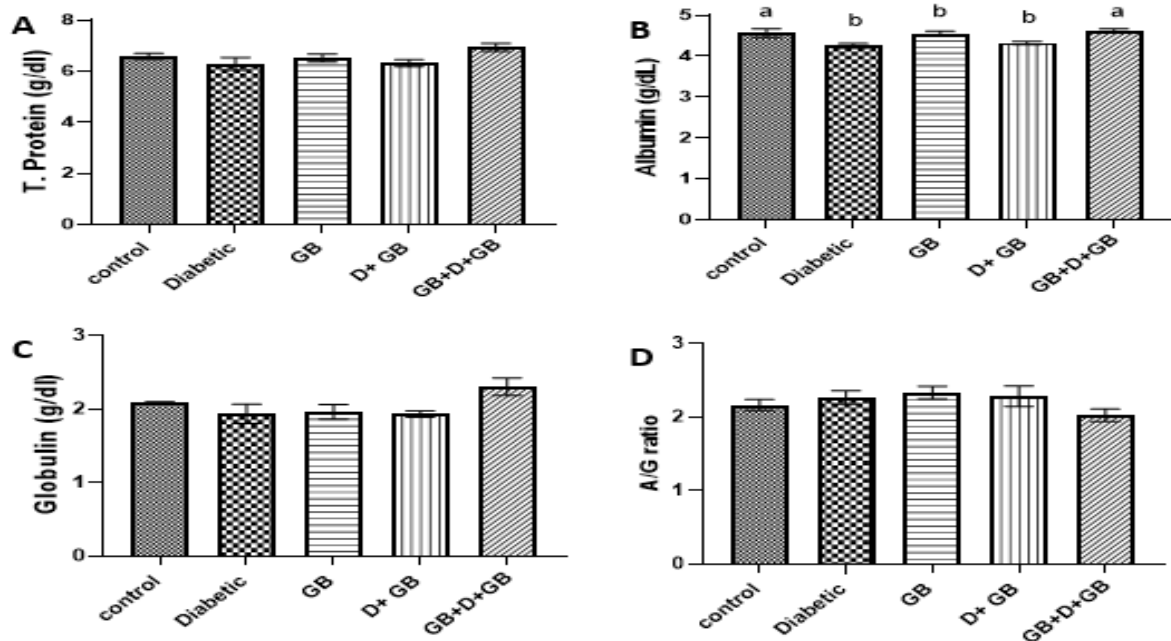 A
T. Protein (g/dl)
8
6
4
2
0
control
Diabetic
GB
D+ GB
GB+D+GB
B
Albumin (g/dL)
5
4
3
2
1
0
a
b
b
b
a
control
Diabetic
GB
D+ GB
GB+D+GB
C
Globulin (g/dl)
3
2
1
0
control
Diabetic
GB
D+ GB
GB+D+GB
D
A/G ratio
3
2
1
0
control
Diabetic
GB
D+ GB
GB+D+GB